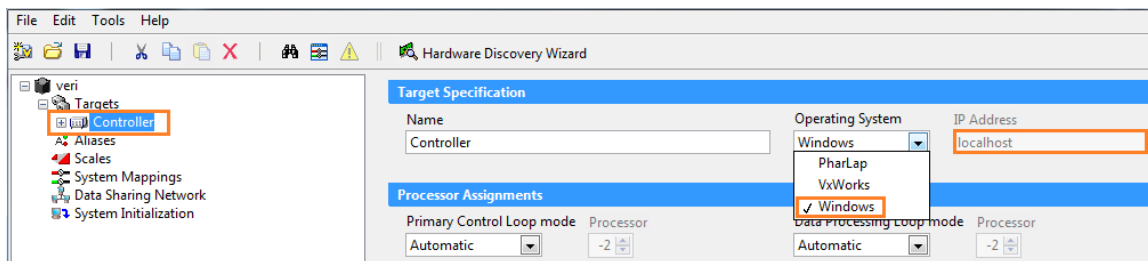 File Edit Tools Help
Hardware Discovery Wizard
veri
Targets
Controller
Aliases
Scales
System Mappings
Data Sharing Network
System Initialization
Target Specification
Name Operating System IP Address
Controller Windows localhost
PharLap
VxWorks
Windows
Processor Assignments
Primary Control Loop mode Processor Data Processing Loop mode Processor
Automatic -2 Automatic -2